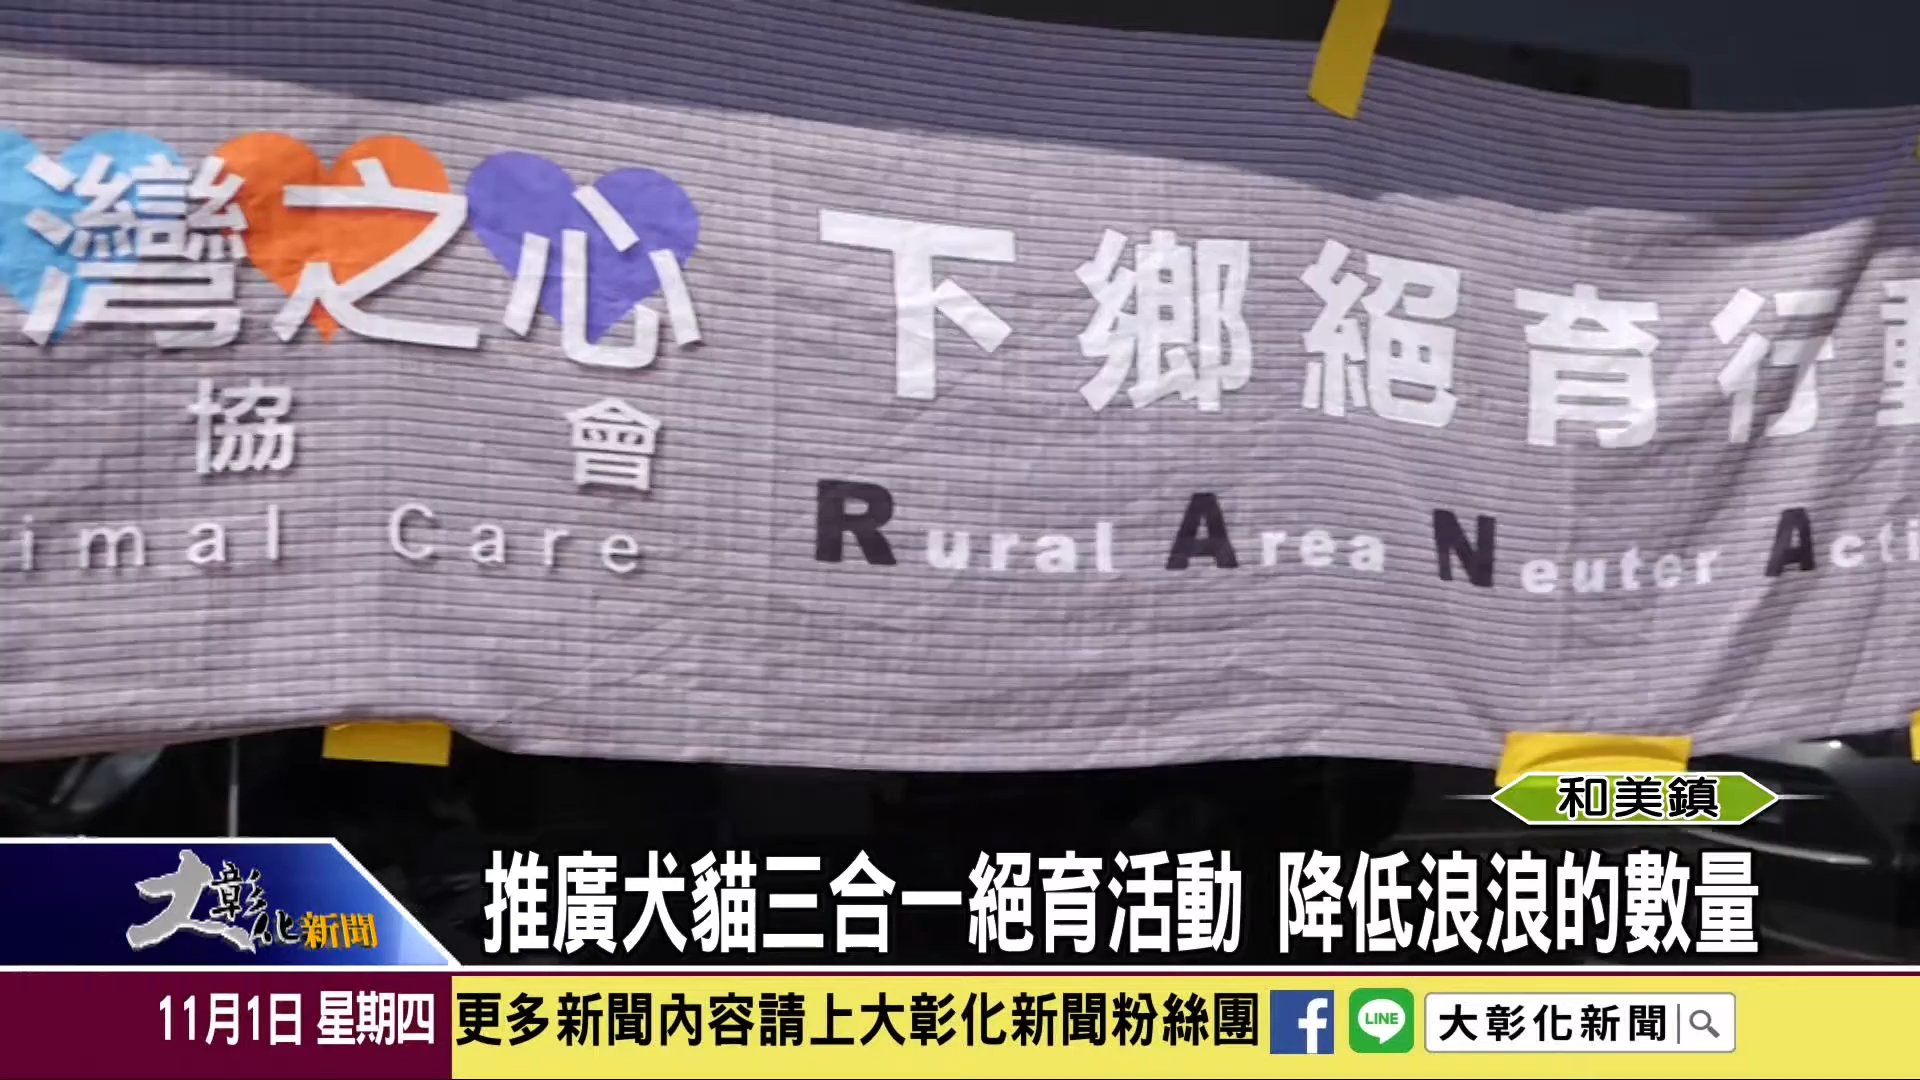 灣之心
下鄉絕育行動
協會
imal Care
Rural Area Neuter Acti
和美鎮
大彰化新聞
推廣犬貓三合一絕育活動 降低浪浪的數量
11月1日 星期四
更多新聞內容請上大彰化新聞粉絲團
LINE
大彰化新聞